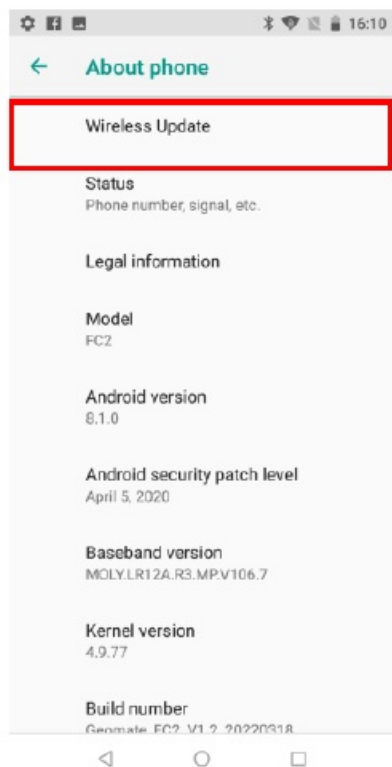 16:10
About phone
Wireless Update
Status
Phone number, signal, etc.
Legal information
Model
FC2
Android version
8.1.0
Android security patch level
April 5, 2020
Baseband version
MOLY.LR12A.R3.MP.V106.7
Kernel version
4.9.77
Build number
Geomate_FC2_V1.2_20220318